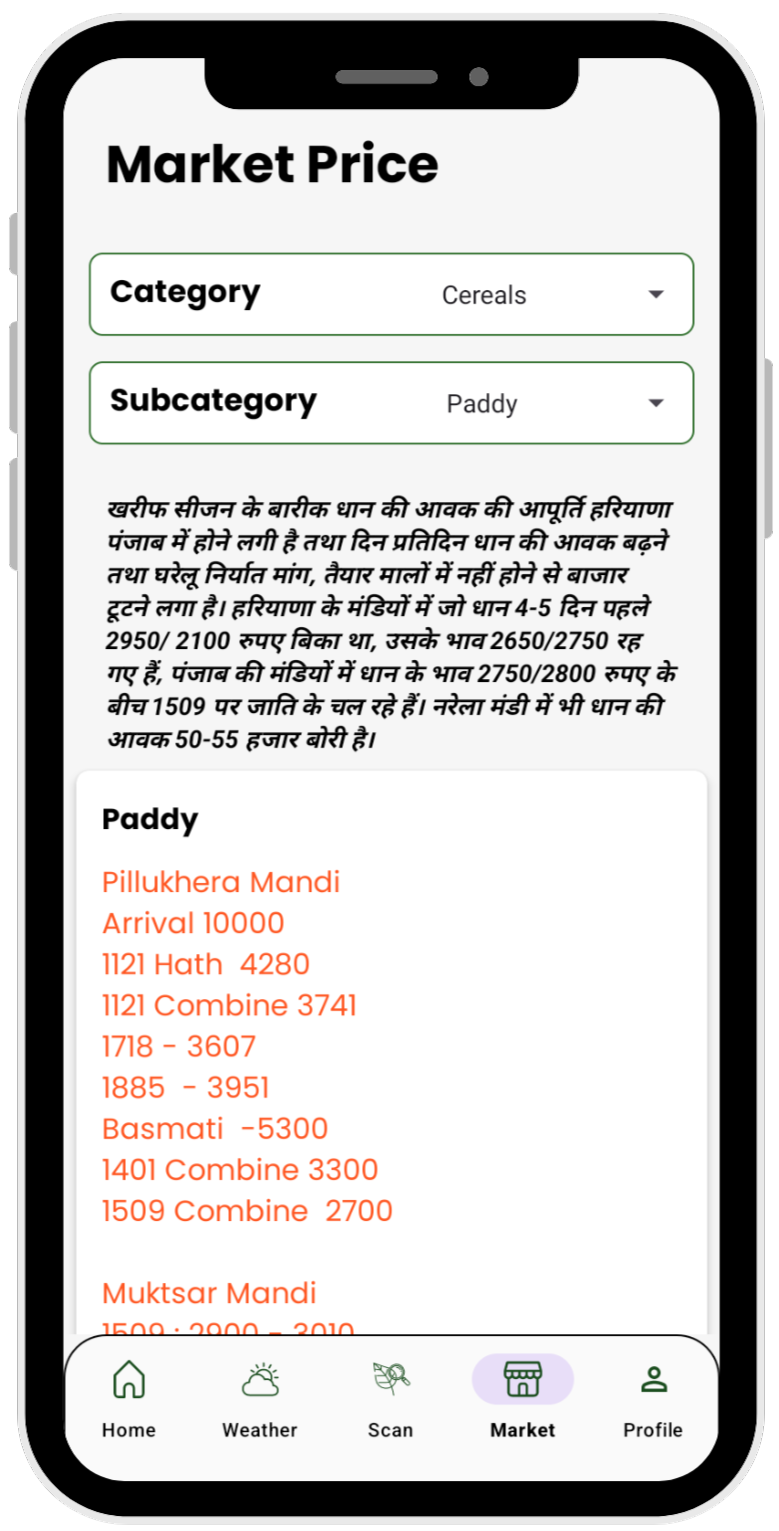 Market Price
Category Cereals
Subcategory Paddy
खरीफ सीजन के बारीक धान की आवक की आपूर्ति हरियाणा
पंजाब में होने लगी है तथा दिन प्रतिदिन धान की आवक बढ़ने
तथा घरेलू निर्यात मांग, तैयार मालों में नहीं होने से बाजार
टूटने लगा है। हरियाणा के मंडियों में जो धान 4-5 दिन पहले
2950/ 2100 रुपए बिका था, उसके भाव 2650/2750 रह
गए हैं, पंजाब की मंडियों में धान के भाव 2750/2800 रुपए के
बीच 1509 पर जाति के चल रहे हैं। नरेला मंडी में भी धान की
आवक 50-55 हजार बोरी है।
Paddy
Pillukhera Mandi
Arrival 10000
1121 Hath  4280
1121 Combine 3741
1718 - 3607
1885  - 3951
Basmati  -5300
1401 Combine 3300
1509 Combine  2700
Muktsar Mandi
1509 : 2900 - 3010
Home Weather Scan Market Profile